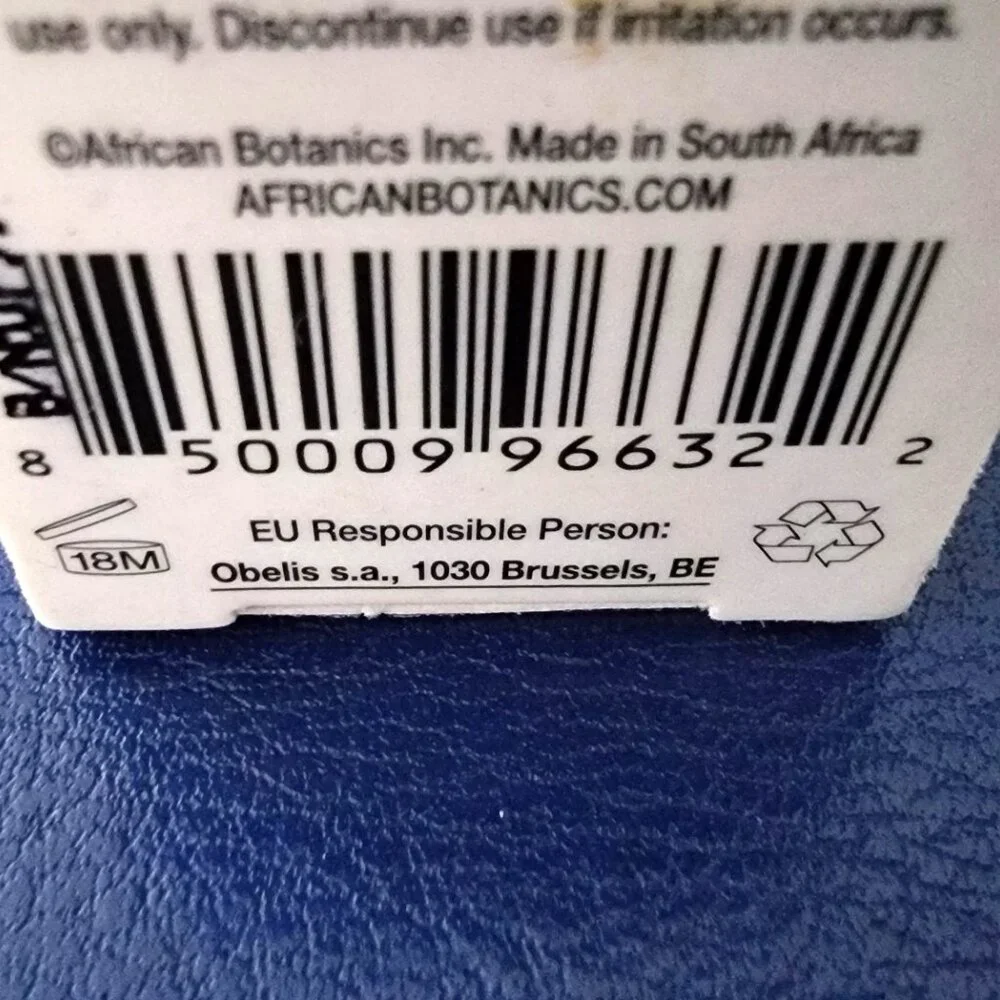 use only. Discontinue use if irritation occurs.
©African Botanics Inc. Made in South Africa
AFRICANBOTANICS.COM
8 50009 96632 2
18M
EU Responsible Person:
Obelis s.a., 1030 Brussels, BE